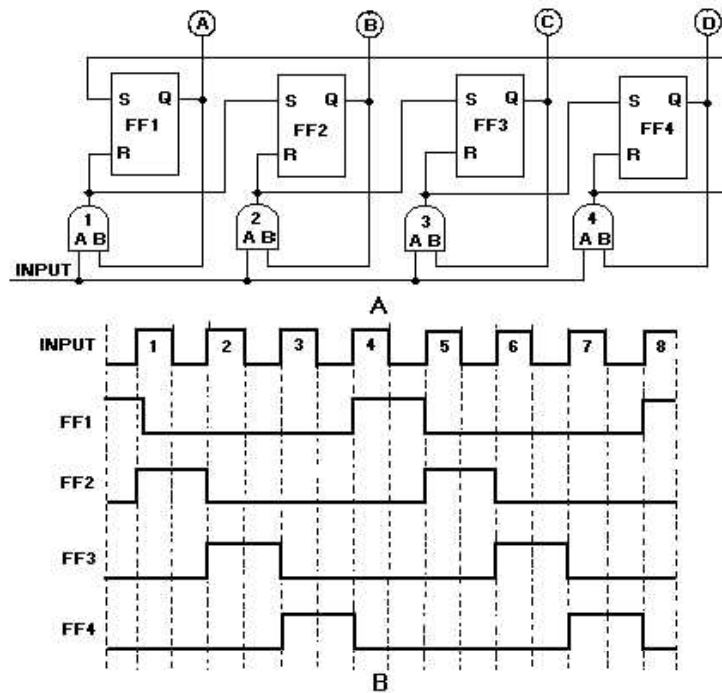 A B C D
S Q S Q S Q S Q
FF1 FF2 FF3 FF4
R R R R
1 2 3 4
A B A B A B A B
INPUT
A
INPUT 1 2 3 4 5 6 7 8
FF1
FF2
FF3
FF4
B